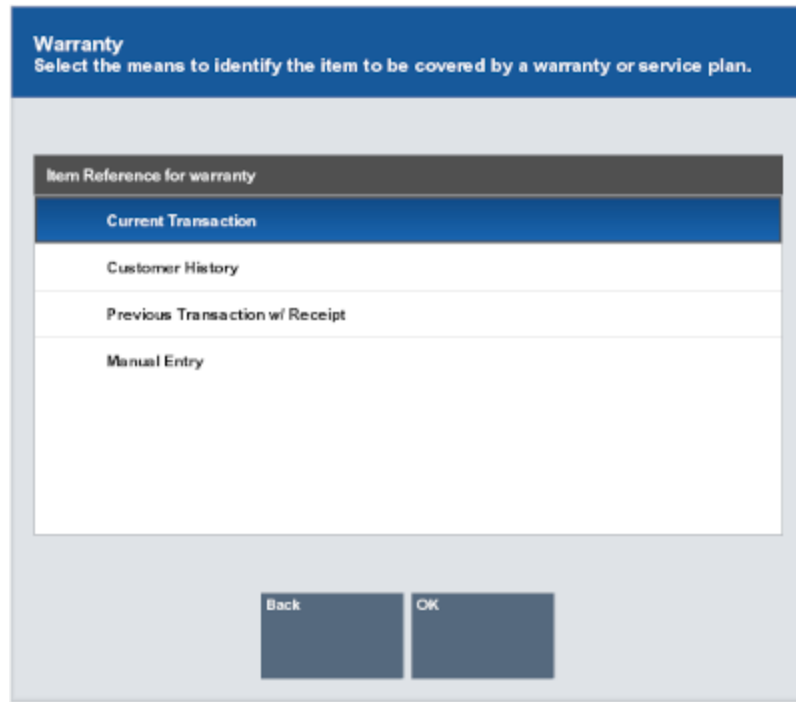 Warranty
Select the means to identify the item to be covered by a warranty or service plan.
Item Reference for warranty
Current Transaction
Customer History
Previous Transaction w/ Receipt
Manual Entry
Back
OK